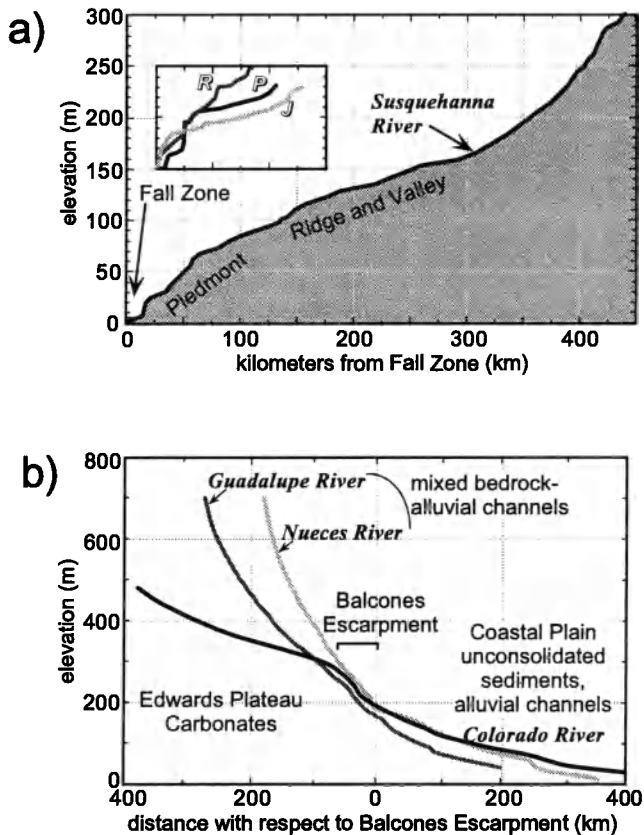 a)
300
250
200
150
100
50
0
elevation (m)
R
P
J
Susquehanna
River
Fall Zone
Piedmont
Ridge and Valley
0
100
200
300
400
kilometers from Fall Zone (km)
b)
800
600
400
200
0
elevation (m)
Guadalupe River
mixed bedrock-
alluvial channels
Nueces River
Balcones
Escarpment
Coastal Plain
unconsolidated
sediments,
alluvial channels
Edwards Plateau
Carbonates
Colorado River
400
200
0
200
400
distance with respect to Balcones Escarpment (km)